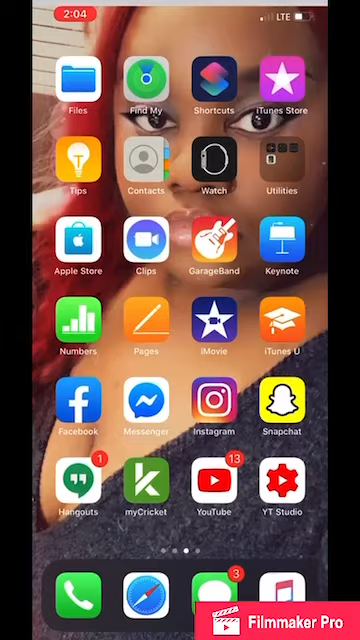 2:04
LTE
Files
Find My
Shortcuts
iTunes Store
Tips
Contacts
Watch
Utilities
Apple Store
Clips
GarageBand
Keynote
Numbers
Pages
iMovie
iTunes U
Facebook
Messenger
Instagram
Snapchat
1
13
Hangouts
myCricket
YouTube
YT Studio
3
Filmmaker Pro